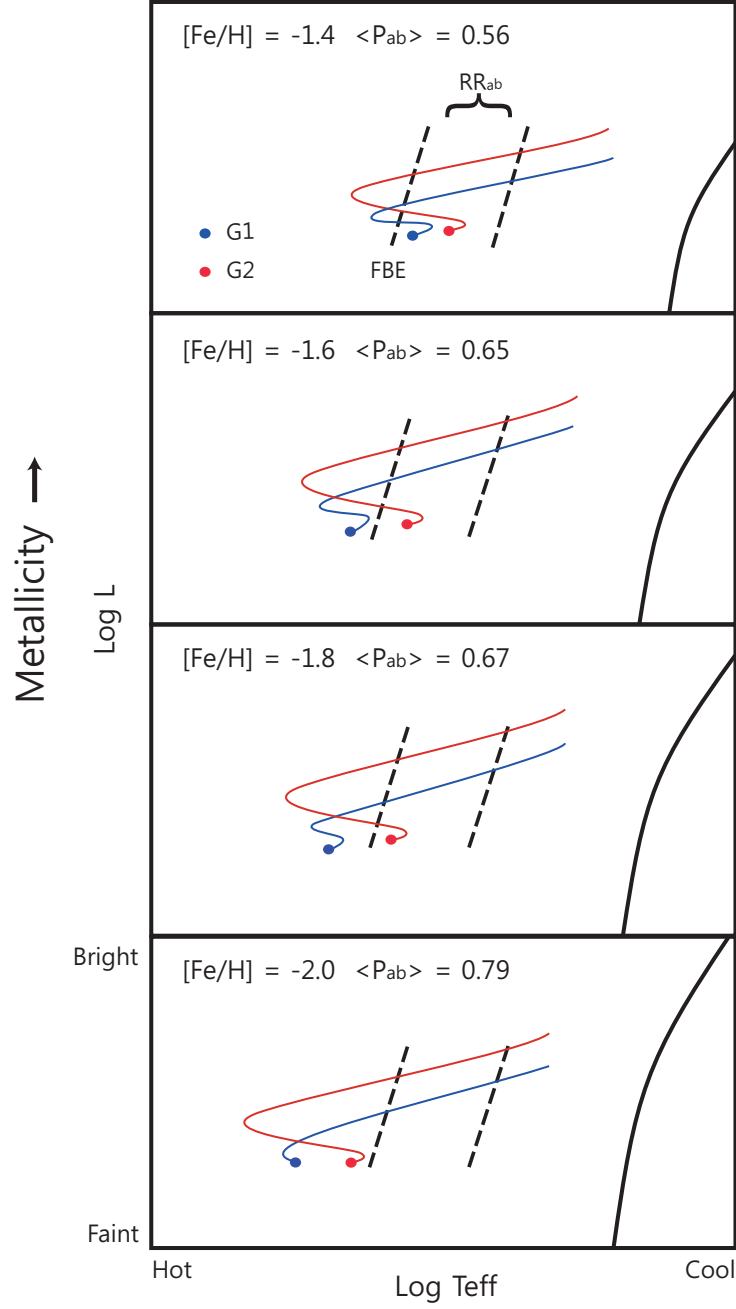 [Fe/H] = -1.4 <Pab> = 0.56
RRab
G1
G2
FBE
[Fe/H] = -1.6 <Pab> = 0.65
Metallicity →
Log L
[Fe/H] = -1.8 <Pab> = 0.67
Bright
[Fe/H] = -2.0 <Pab> = 0.79
Faint
Hot
Cool
Log Teff